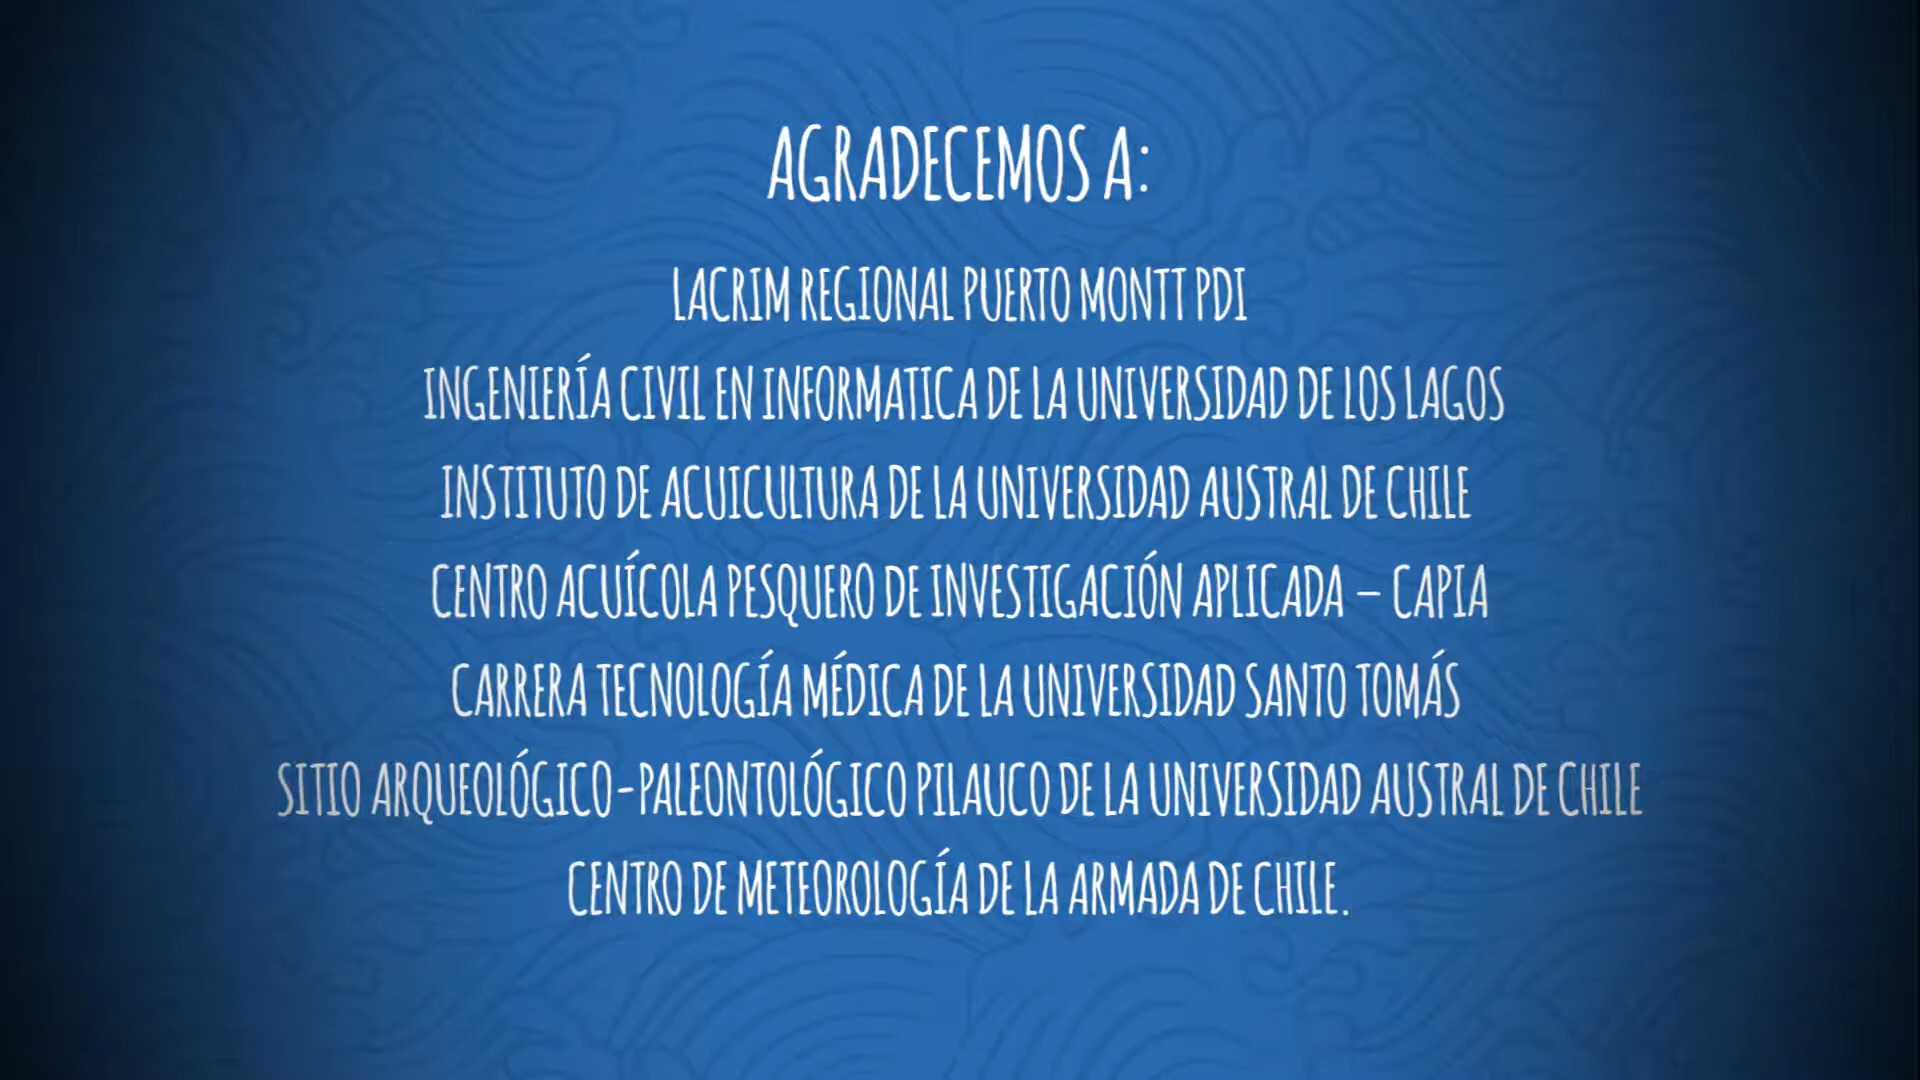 AGRADECEMOS A:
LACRIM REGIONAL PUERTO MONTT PDI
INGENIERÍA CIVIL EN INFORMATICA DE LA UNIVERSIDAD DE LOS LAGOS
INSTITUTO DE ACUICULTURA DE LA UNIVERSIDAD AUSTRAL DE CHILE
CENTRO ACUÍCOLA PESQUERO DE INVESTIGACIÓN APLICADA – CAPIA
CARRERA TECNOLOGÍA MÉDICA DE LA UNIVERSIDAD SANTO TOMÁS
SITIO ARQUEOLÓGICO-PALEONTOLÓGICO PILAUCO DE LA UNIVERSIDAD AUSTRAL DE CHILE
CENTRO DE METEOROLOGÍA DE LA ARMADA DE CHILE.